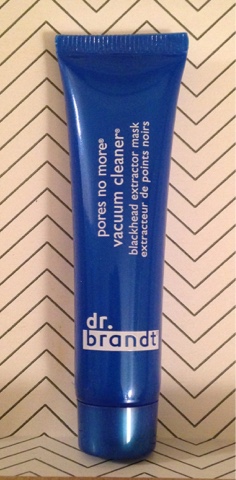 pores no more®
vacuum cleaner®
blackhead extractor mask
extracteur de points noirs
dr.
brandt